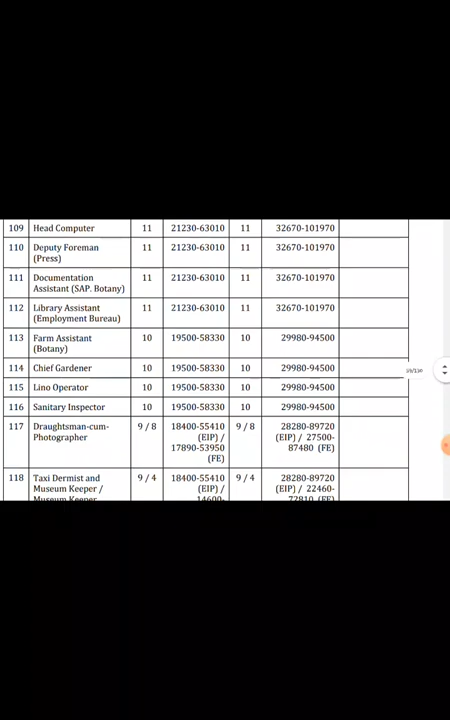 109 Head Computer 11 21230-63010 11 32670-101970
110 Deputy Foreman 11 21230-63010 11 32670-101970
(Press)
111 Documentation 11 21230-63010 11 32670-101970
Assistant (SAP. Botany)
112 Library Assistant 11 21230-63010 11 32670-101970
(Employment Bureau)
113 Farm Assistant 10 19500-58330 10 29980-94500
(Botany)
114 Chief Gardener 10 19500-58330 10 29980-94500
115 Lino Operator 10 19500-58330 10 29980-94500
116 Sanitary Inspector 10 19500-58330 10 29980-94500
117 Draughtsman-cum- 9 / 8 18400-55410 9 / 8 28280-89720
Photographer (EIP) / (EIP) / 27500-
17890-53950 87480 (FE)
(FE)
118 Taxi Dermist and 9 / 4 18400-55410 9 / 4 28280-89720
Museum Keeper / (EIP) / (EIP) / 22460-
Museum Keeper 14600- 72810 (FE)